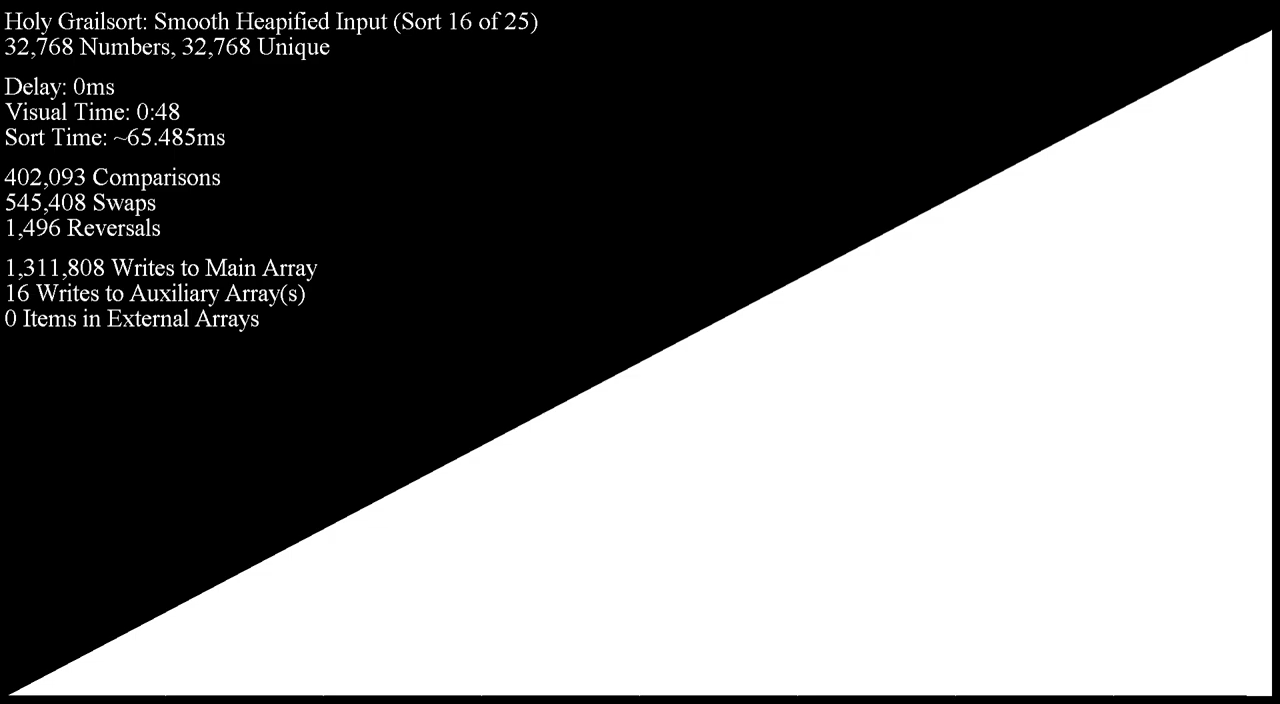 Holy Grailsort: Smooth Heapified Input (Sort 16 of 25)
32,768 Numbers, 32,768 Unique
Delay: 0ms
Visual Time: 0:48
Sort Time: ~65.485ms
402,093 Comparisons
545,408 Swaps
1,496 Reversals
1,311,808 Writes to Main Array
16 Writes to Auxiliary Array(s)
0 Items in External Arrays